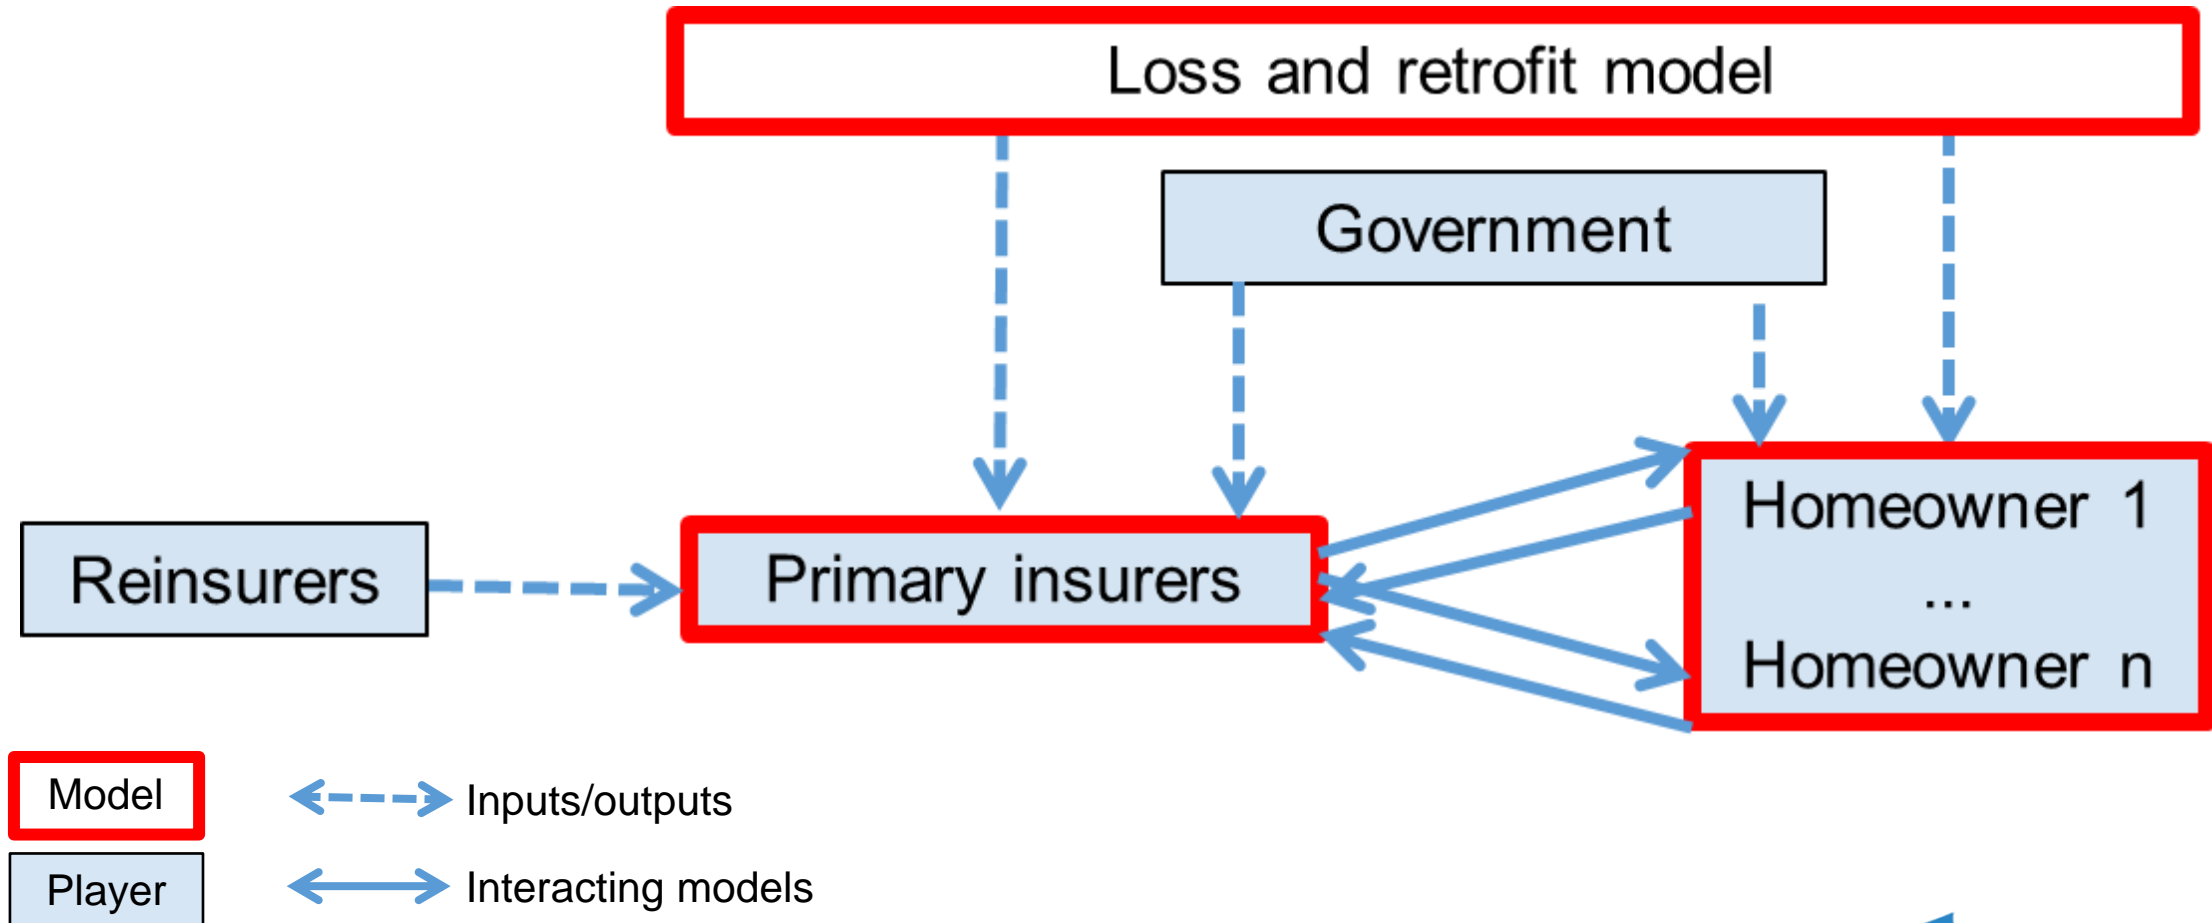 Loss and retrofit model
Government
Reinsurers
Primary insurers
Homeowner 1
...
Homeowner n
Model
Inputs/outputs
Player
Interacting models